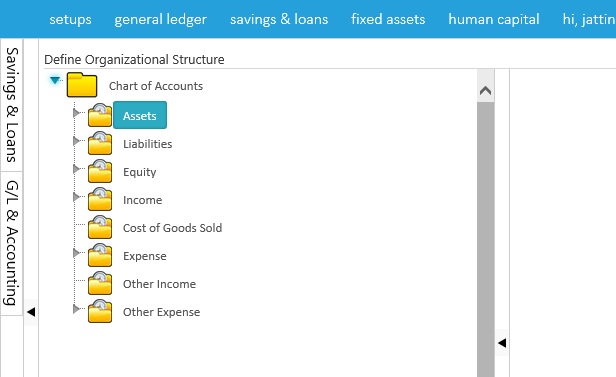 setups general ledger savings & loans fixed assets human capital hi, jattin
Savings & Loans
G/L & Accounting
Define Organizational Structure
Chart of Accounts
Assets
Liabilities
Equity
Income
Cost of Goods Sold
Expense
Other Income
Other Expense